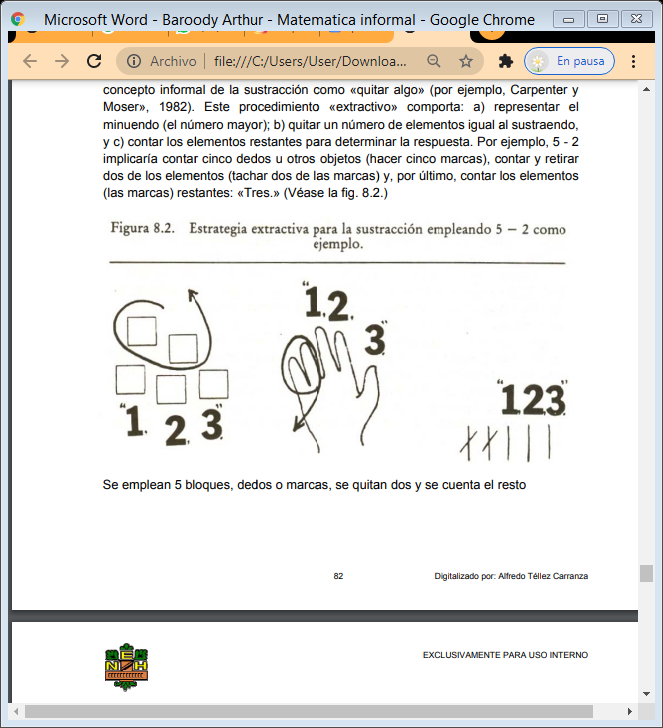 Microsoft Word - Baroody Arthur - Matematica informal - Google Chrome
Archivo | file:///C:/Users/User/Downloa...
En pausa
concepto informal de la sustracción como «quitar algo» (por ejemplo, Carpenter y
Moser», 1982). Este procedimiento «extractivo» comporta: a) representar el
minuendo (el número mayor); b) quitar un número de elementos igual al sustraendo,
y c) contar los elementos restantes para determinar la respuesta. Por ejemplo, 5 - 2
implicaría contar cinco dedos u otros objetos (hacer cinco marcas), contar y retirar
dos de los elementos (tachar dos de las marcas) y, por último, contar los elementos
(las marcas) restantes: «Tres.» (Véase la fig. 8.2.)
Figura 8.2. Estrategia extractiva para la sustracción empleando 5 — 2 como
ejemplo.
"1. 2. 3."
"1. 2. 3."
"1.2.3."
Se emplean 5 bloques, dedos o marcas, se quitan dos y se cuenta el resto
82
Digitalizado por: Alfredo Téllez Carranza
N E H
EXCLUSIVAMENTE PARA USO INTERNO